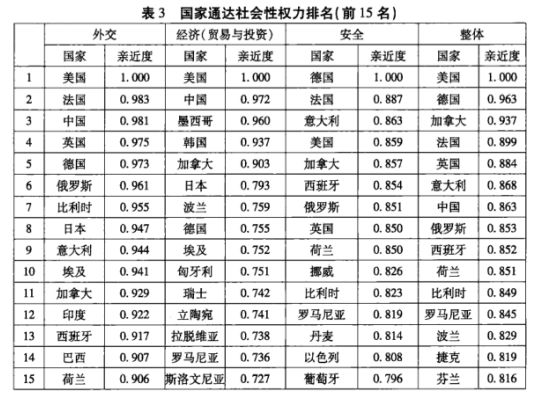 表3 国家通达社会性权力排名(前15名)
外交 经济(贸易与投资) 安全 整体
国家 亲近度 国家 亲近度 国家 亲近度 国家 亲近度
1 美国 1.000 美国 1.000 德国 1.000 美国 1.000
2 法国 0.983 中国 0.972 法国 0.887 德国 0.963
3 中国 0.981 墨西哥 0.960 意大利 0.863 加拿大 0.937
4 英国 0.975 韩国 0.937 美国 0.859 法国 0.899
5 德国 0.973 加拿大 0.903 加拿大 0.857 英国 0.884
6 俄罗斯 0.961 日本 0.793 西班牙 0.854 意大利 0.868
7 比利时 0.955 波兰 0.759 俄罗斯 0.851 中国 0.863
8 日本 0.947 德国 0.755 英国 0.850 俄罗斯 0.853
9 意大利 0.944 埃及 0.752 荷兰 0.850 西班牙 0.852
10 埃及 0.941 匈牙利 0.751 挪威 0.826 荷兰 0.851
11 加拿大 0.929 瑞士 0.742 比利时 0.823 比利时 0.849
12 印度 0.922 立陶宛 0.741 罗马尼亚 0.819 罗马尼亚 0.845
13 西班牙 0.917 拉脱维亚 0.738 丹麦 0.814 波兰 0.829
14 巴西 0.907 罗马尼亚 0.736 以色列 0.808 捷克 0.819
15 荷兰 0.906 斯洛文尼亚 0.727 葡萄牙 0.796 芬兰 0.816